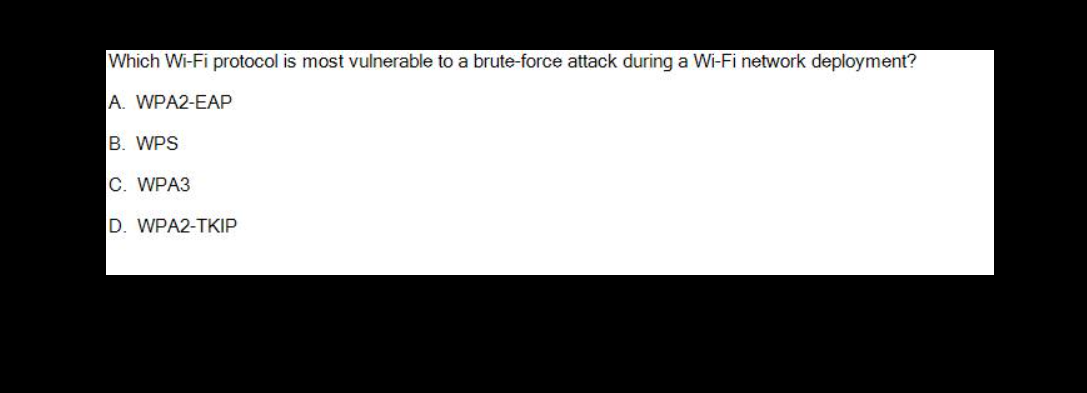 Which Wi-Fi protocol is most vulnerable to a brute-force attack during a Wi-Fi network deployment?
A. WPA2-EAP
B. WPS
C. WPA3
D. WPA2-TKIP